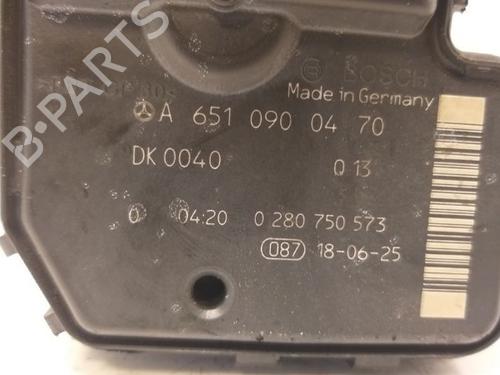 B-PARTS
BOSCH
Made in Germany
A 651 090 04 70
DK 0040 Q 13
0 04:20 0 280 750 573
087 18-06-25